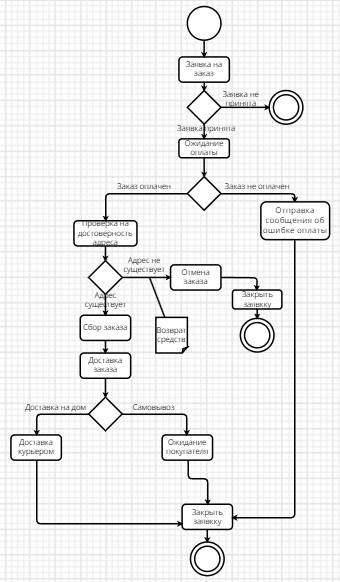 Заявка на
заказ
Заявка не
принята
Заявка принята
Ожидание
оплаты
Заказ оплачен
Заказ не оплачен
Проверка на
достоверность
адреса
Отправка
сообщения об
ошибке оплаты
Адрес не
существует
Отмена
заказа
Адрес
существует
Закрыть
заявкку
Сбор заказа
Возврат
средств
Доставка
заказа
Доставка на дом
Самовывоз
Доставка
курьером
Ожидание
покупателя
Закрыть
заявкку